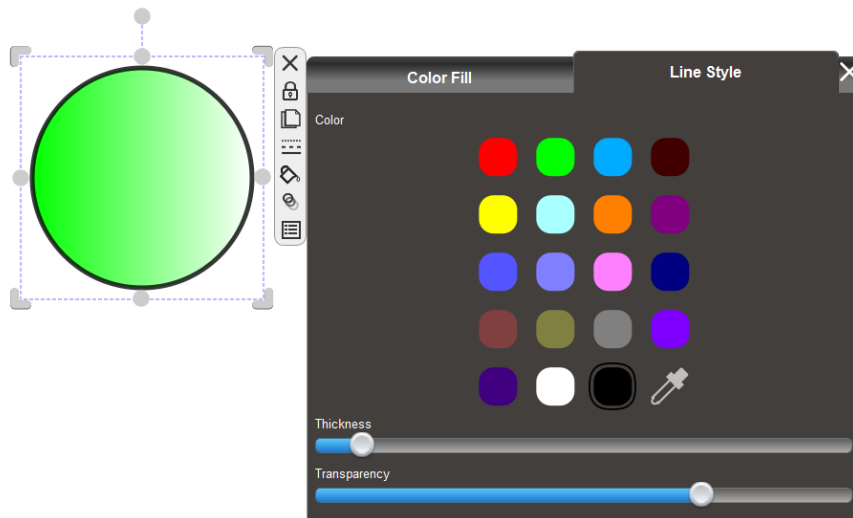 Color Fill
Line Style
Color
Thickness
Transparency